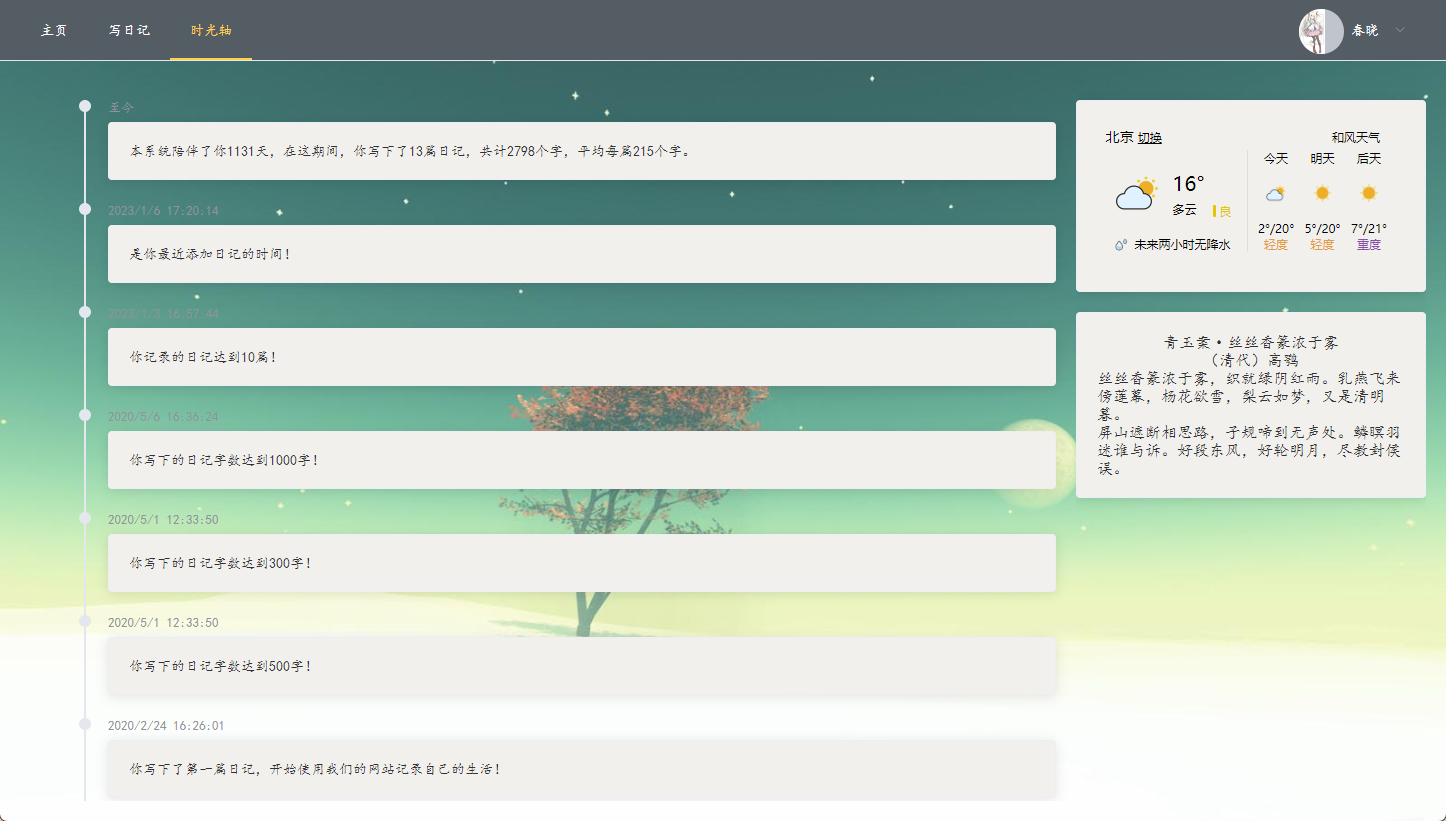 主页 写日记 时光轴 春晓
至今
本系统陪伴了你1131天，在这期间，你写下了13篇日记，共计2798个字，平均每篇215个字。
2023/1/6 17:20:14
是你最近添加日记的时间！
2023/1/3 16:57:44
你记录的日记达到10篇！
2020/5/6 16:36:24
你写下的日记字数达到1000字！
2020/5/1 12:33:50
你写下的日记字数达到300字！
2020/5/1 12:33:50
你写下的日记字数达到500字！
2020/2/24 16:26:01
你写下了第一篇日记，开始使用我们的网站记录自己的生活！
北京 切换 和风天气
今天 明天 后天
16°
多云 良
2°/20° 5°/20° 7°/21°
未来两小时无降水 轻度 轻度 重度
青玉案·丝丝香篆浓于雾
（清代）高鹗
丝丝香篆浓于雾，织就绿阴红雨。乳燕飞来
傍莲幕，杨花欲雪，梨云如梦，又是清明
暮。
屏山遮断相思路，子规啼到无声处。鳞暝羽
迷谁与诉。好段东风，好轮明月，尽教封侯
误。